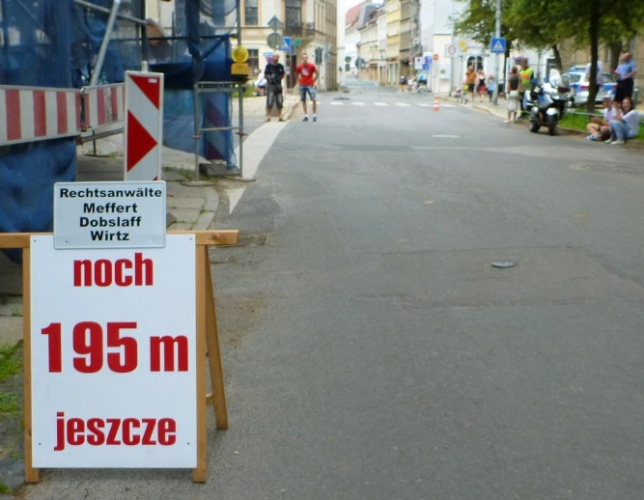 Rechtsanwälte
Meffert
Dobslaff
Wirtz
noch
195 m
jeszcze